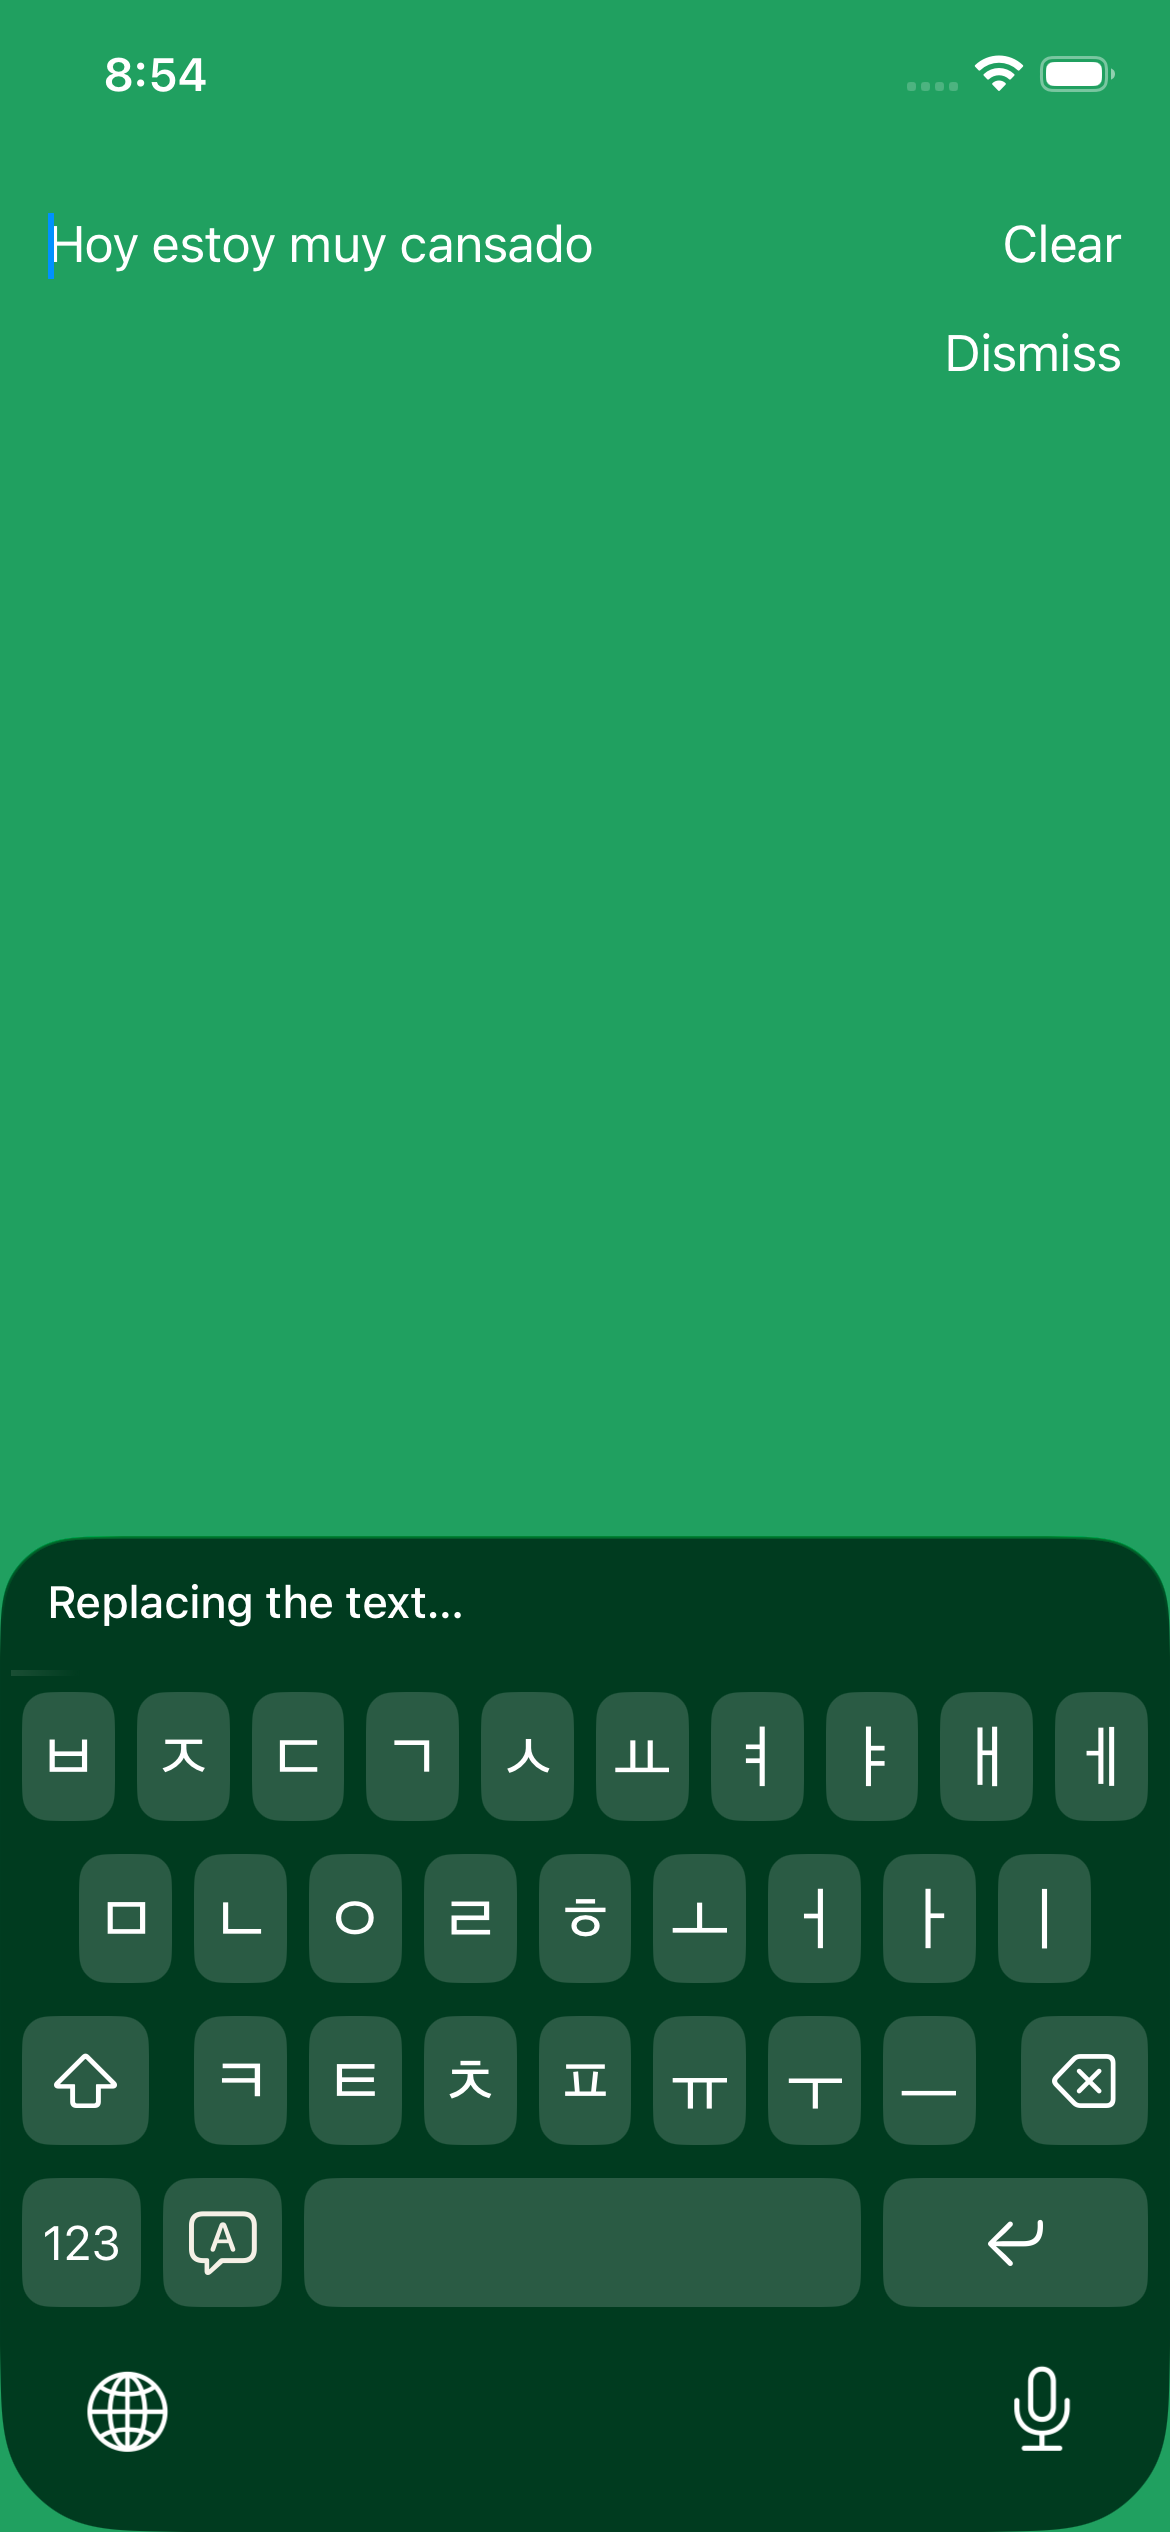 8:54
Hoy estoy muy cansado
Clear
Dismiss
Replacing the text...
ㅂ ㅈ ㄷ ㄱ ㅅ ㅛ ㅕ ㅑ ㅐ ㅔ
ㅁ ㄴ ㅇ ㄹ ㅎ ㅗ ㅓ ㅏ ㅣ
ㅋ ㅌ ㅊ ㅍ ㅠ ㅜ ㅡ
123 A